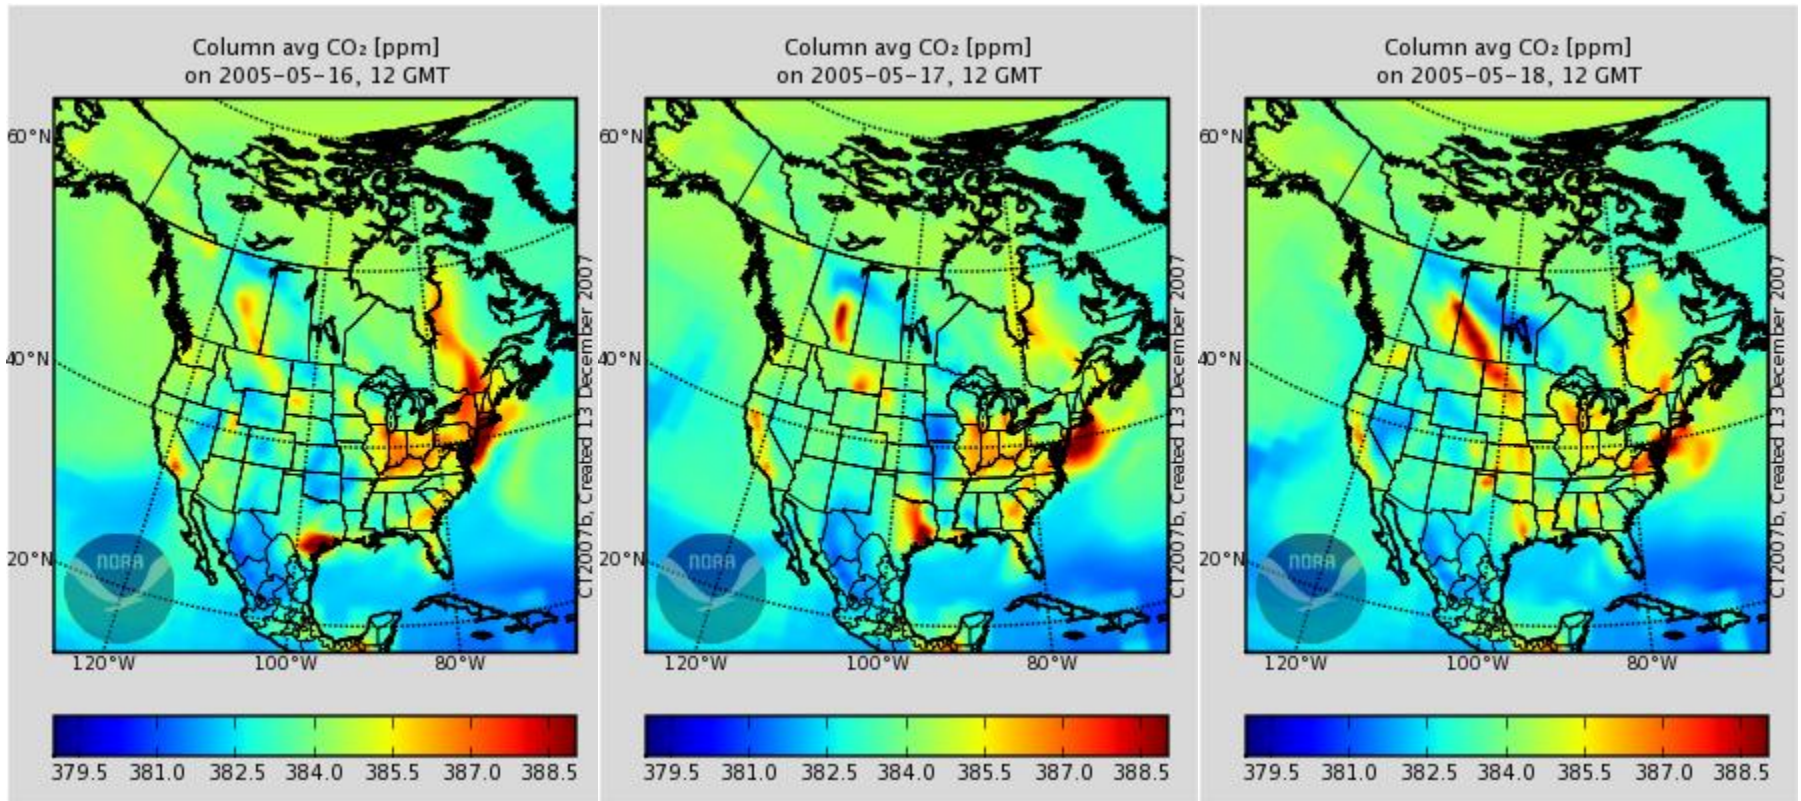 Column avg CO₂ [ppm]
on 2005-05-16, 12 GMT
60°N
40°N
20°N
120°W 100°W 80°W
NOAA
CT2007b, Created 13 December 2007
379.5 381.0 382.5 384.0 385.5 387.0 388.5
Column avg CO₂ [ppm]
on 2005-05-17, 12 GMT
60°N
40°N
20°N
120°W 100°W 80°W
NOAA
CT2007b, Created 13 December 2007
379.5 381.0 382.5 384.0 385.5 387.0 388.5
Column avg CO₂ [ppm]
on 2005-05-18, 12 GMT
60°N
40°N
20°N
120°W 100°W 80°W
NOAA
CT2007b, Created 13 December 2007
379.5 381.0 382.5 384.0 385.5 387.0 388.5